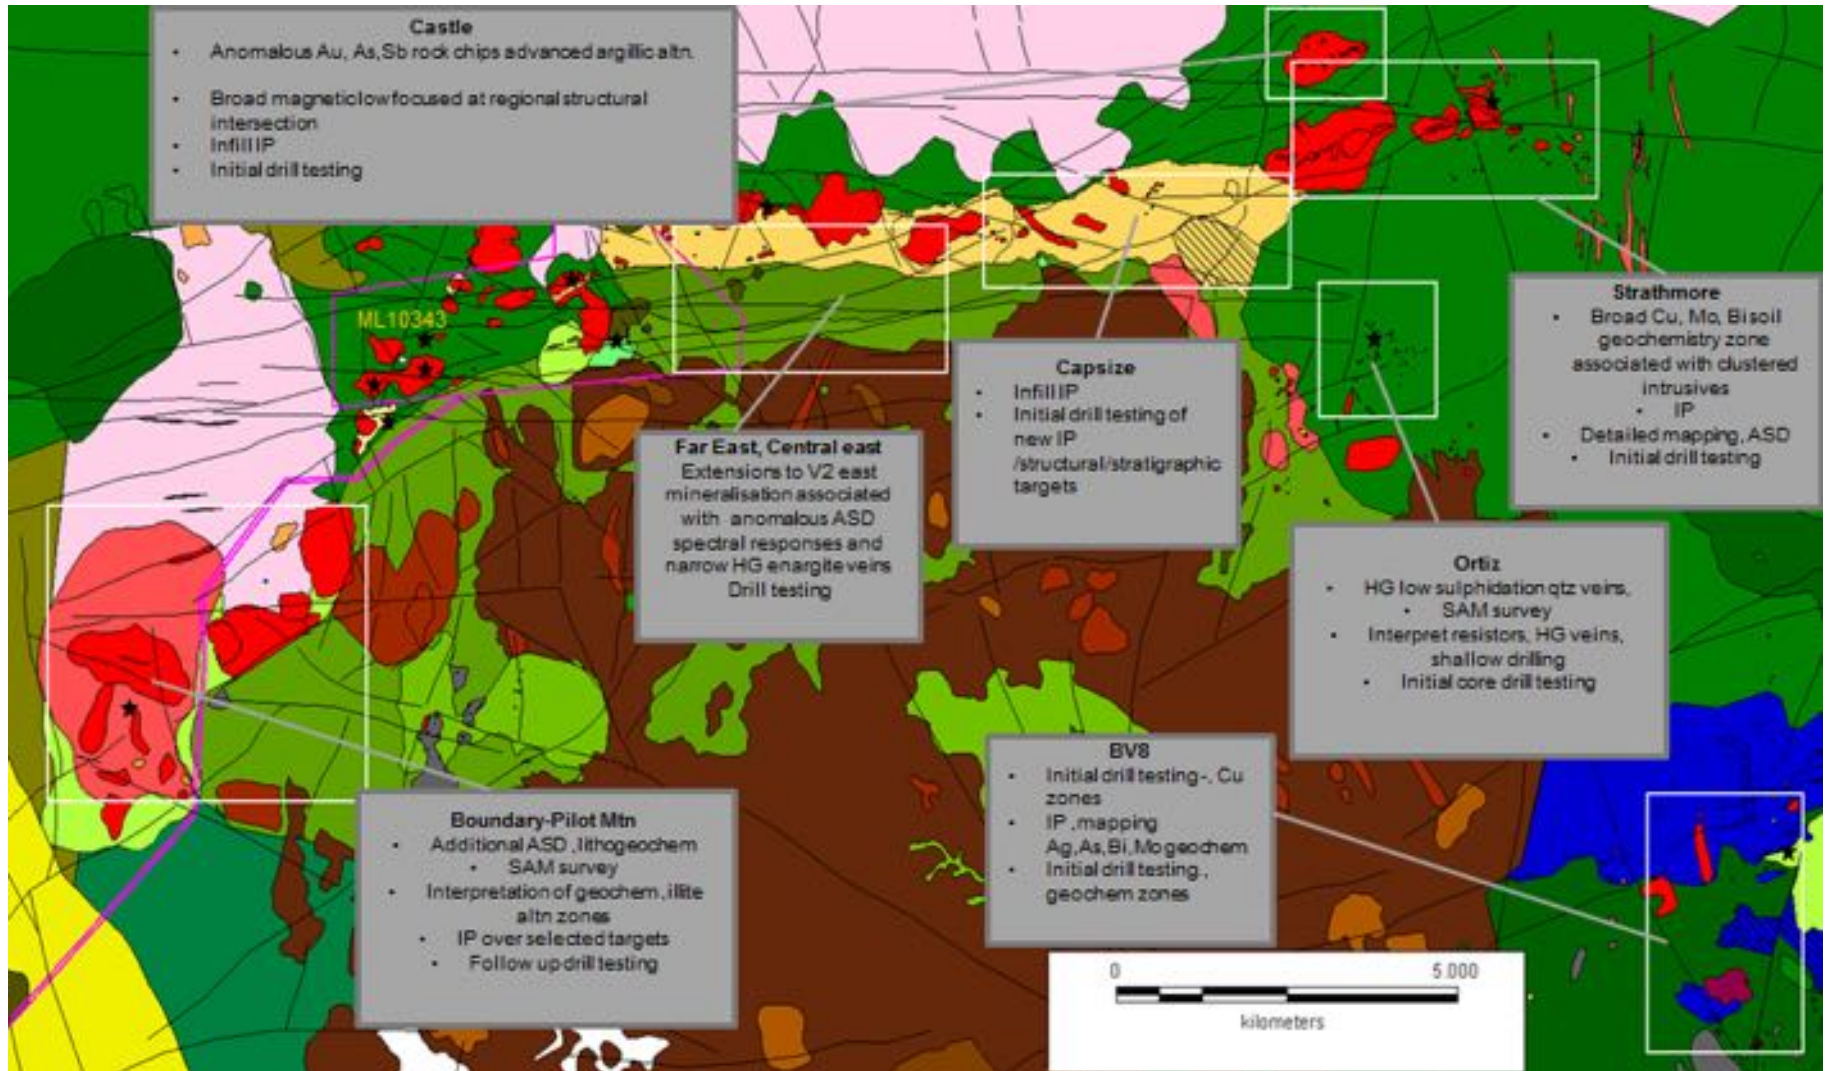 Castle
• Anomalous Au, As,Sb rock chips advanced argillic altn.
• Broad magnetic low focused at regional structural
intersection
• Infill IP
• Initial drill testing
ML10343
Strathmore
• Broad Cu, Mo, Bi soil
geochemistry zone
associated with clustered
intrusives
• IP
• Detailed mapping, ASD
• Initial drill testing
Capsize
• Infill IP
• Initial drill testing of
new IP
/structural/stratigraphic
targets
Far East, Central east
Extensions to V2 east
mineralisation associated
with anomalous ASD
spectral responses and
narrow HG enargite veins
Drill testing
Ortiz
• HG low sulphidation qtz veins,
• SAM survey
• Interpret resistors, HG veins,
shallow drilling
• Initial core drill testing
BV8
• Initial drill testing-, Cu
zones
• IP ,mapping
Ag,As,Bi,Mo geochem
• Initial drill testing.,
geochem zones
Boundary-Pilot Mtn
• Additional ASD ,lithogeochem
• SAM survey
• Interpretation of geochem, illite
altn zones
• IP over selected targets
• Follow up drill testing
0 5.000
kilometers